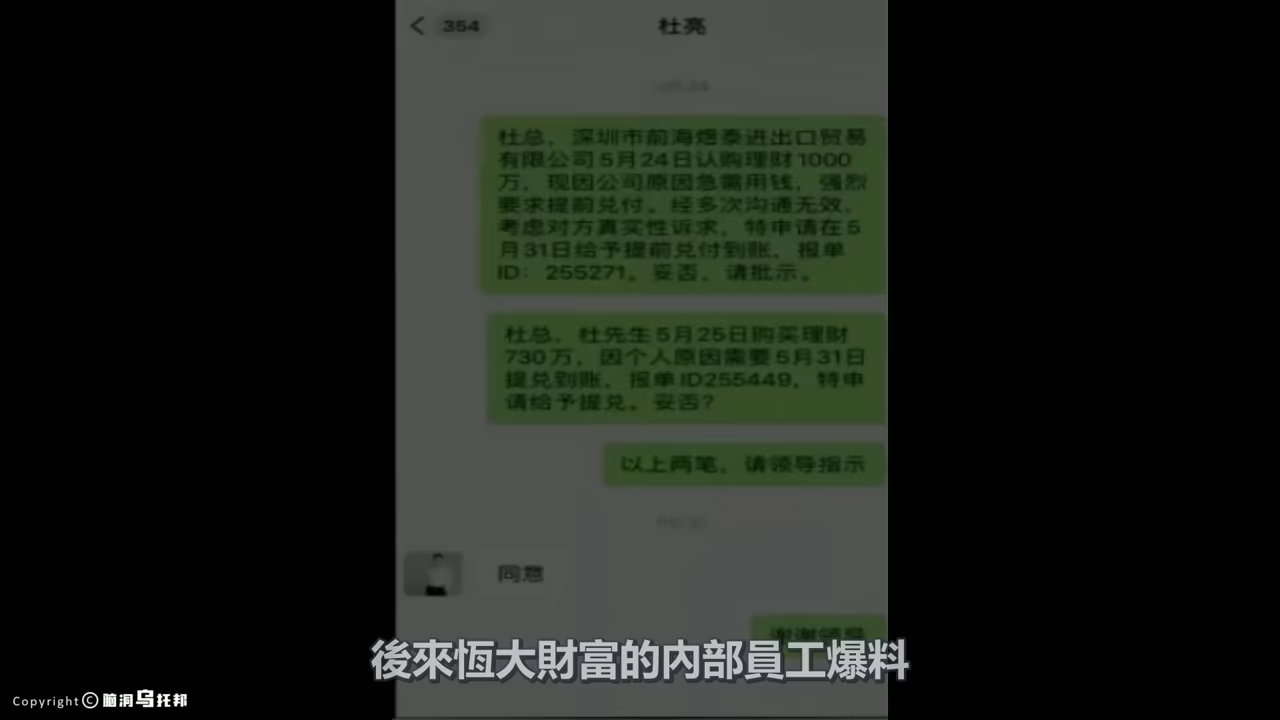 354
杜亮
杜总，深圳市前海煜泰进出口贸易
有限公司5月24日认购理财1000
万，现因公司原因急需用钱，强烈
要求提前兑付。经多次沟通无效，
考虑对方真实性诉求，特申请在5
月31日给予提前兑付到账，报单
ID：255271。妥否，请批示。
杜总，杜先生5月25日购买理财
730万，因个人原因需要5月31日
提兑到账，报单ID255449，特申
请给予提兑。妥否？
以上两笔，请领导指示
同意
谢谢领导
後來恆大財富的內部員工爆料
Copyright © 脑洞乌托邦